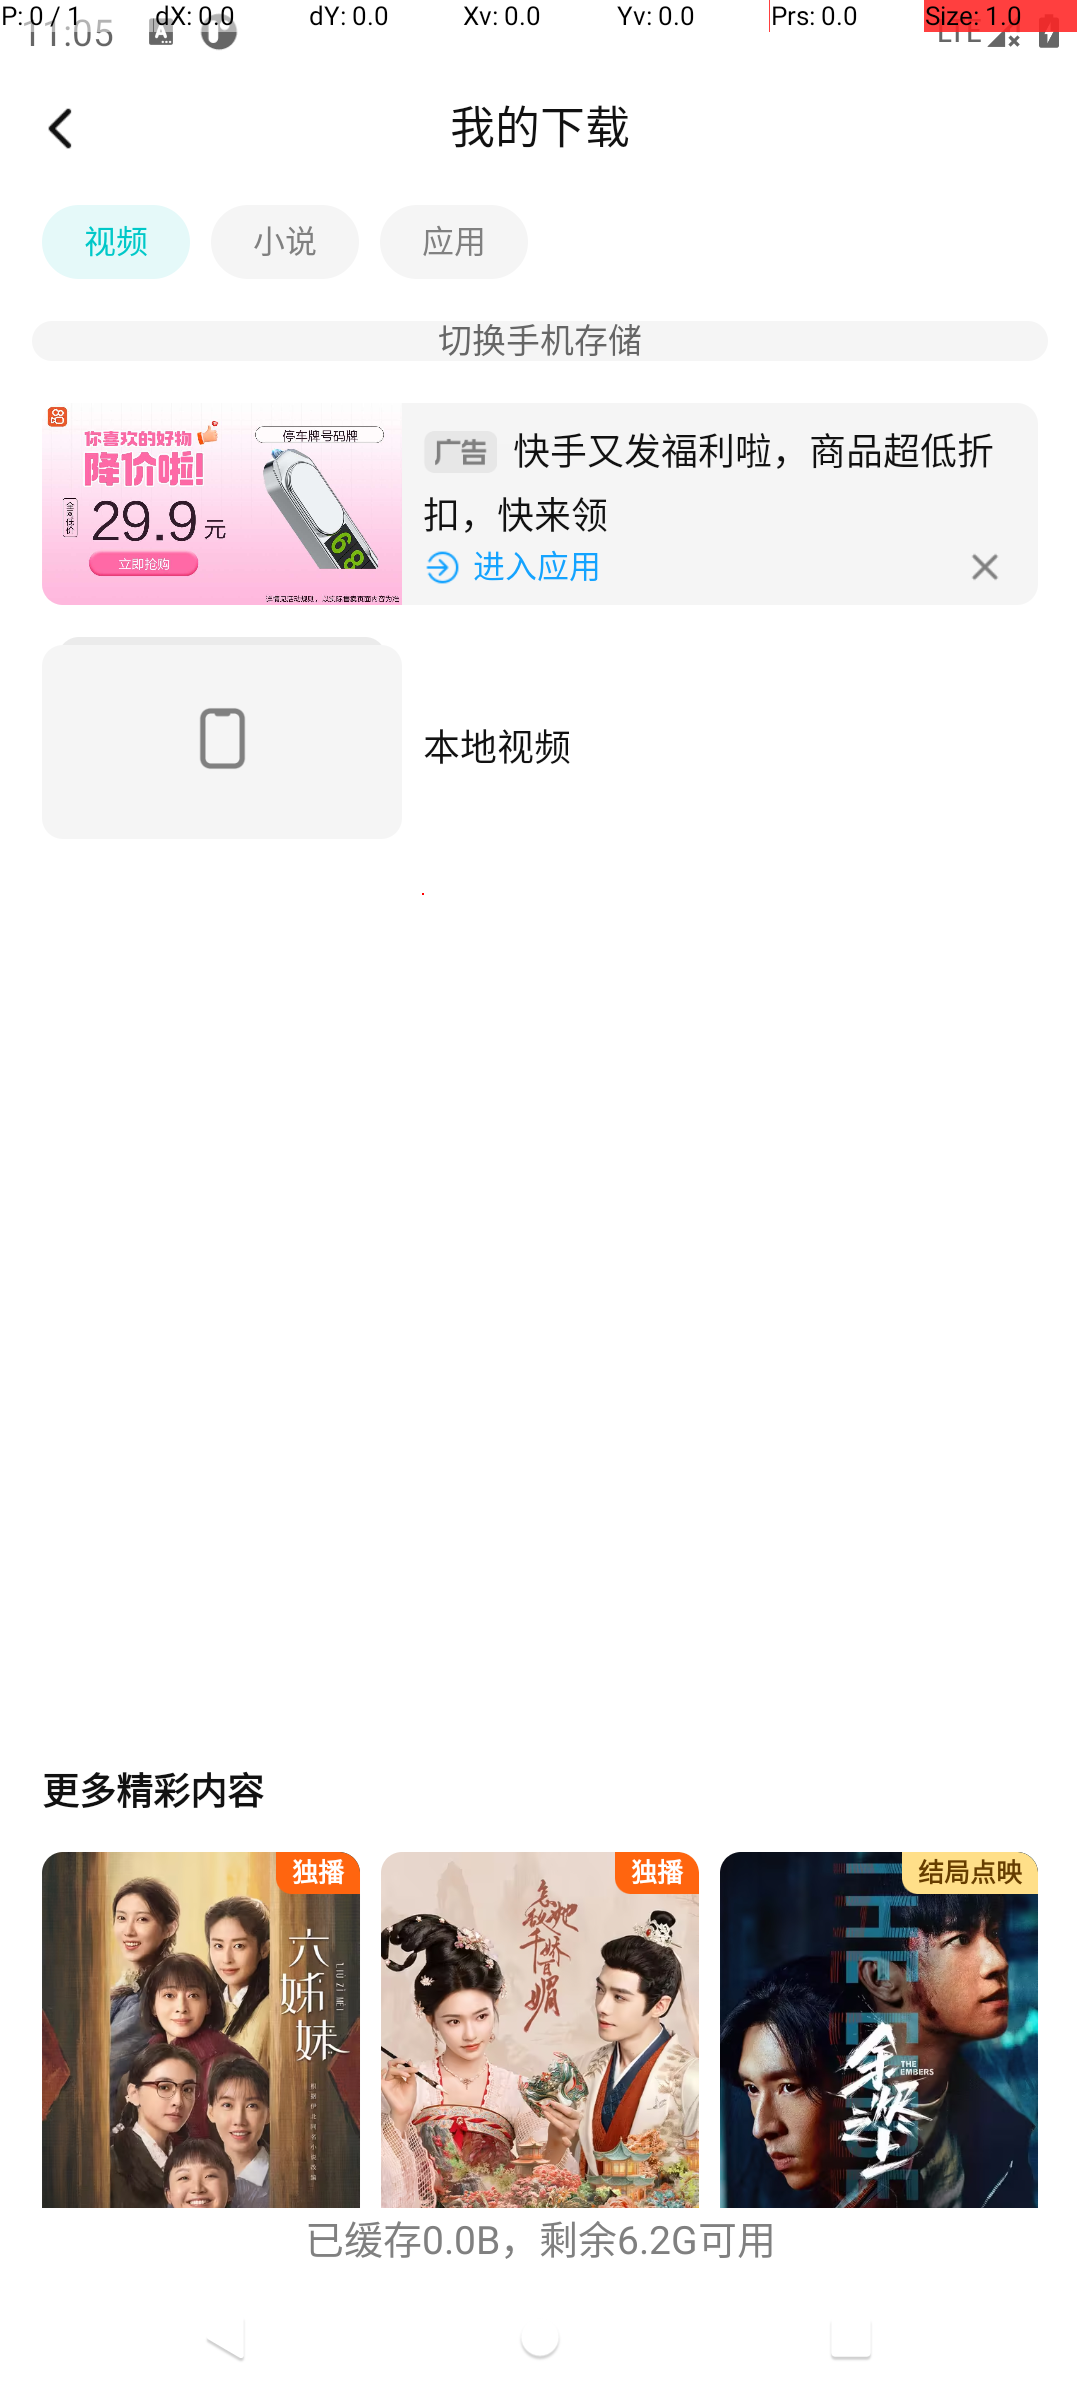 P: 0 / 1 dX: 0.0 dY: 0.0 Xv: 0.0 Yv: 0.0 Prs: 0.0 Size: 1.0
11:05 LTE
我的下载
视频 小说 应用
切换手机存储
你喜欢的好物
降价啦!
29.9元
立即抢购
停车牌号码牌
68
广告 快手又发福利啦，商品超低折
扣，快来领
进入应用
本地视频
更多精彩内容
独播 独播 结局点映
六姊妹
LIU ZI MEI
念奴她千娇百媚
THE EMBERS
余烬之上
已缓存0.0B，剩余6.2G可用